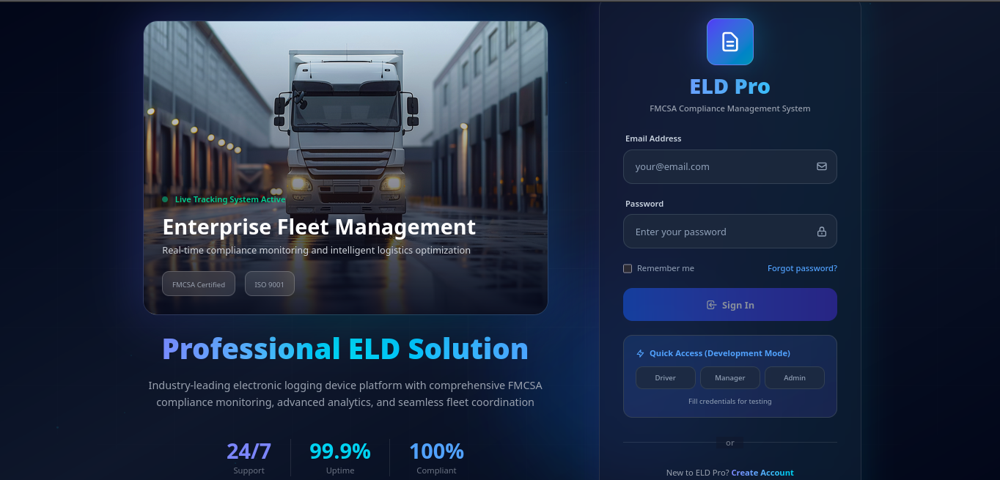 Live Tracking System Active
Enterprise Fleet Management
Real-time compliance monitoring and intelligent logistics optimization
FMCSA Certified
ISO 9001
Professional ELD Solution
Industry-leading electronic logging device platform with comprehensive FMCSA
compliance monitoring, advanced analytics, and seamless fleet coordination
24/7
Support
99.9%
Uptime
100%
Compliant
ELD Pro
FMCSA Compliance Management System
Email Address
your@email.com
Password
Enter your password
Remember me
Forgot password?
Sign In
Quick Access (Development Mode)
Driver
Manager
Admin
Fill credentials for testing
or
New to ELD Pro? Create Account